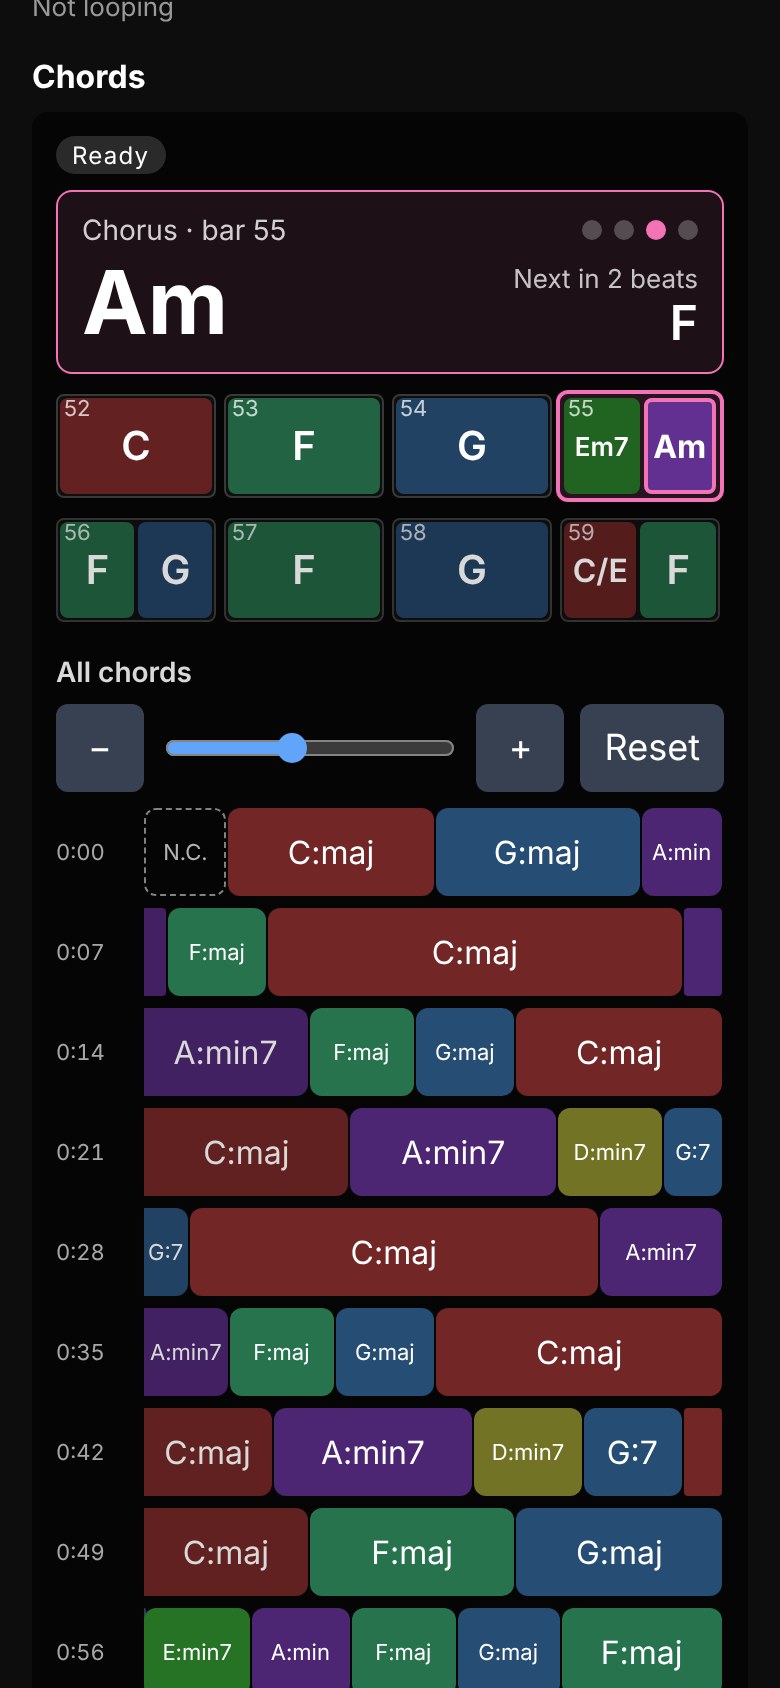 Not looping
Chords
Ready
Chorus · bar 55
Am
Next in 2 beats
F
52 C 53 F 54 G 55 Em7 Am
56 F G 57 F 58 G 59 C/E F
All chords
− + Reset
0:00 N.C. C:maj G:maj A:min
0:07 F:maj C:maj
0:14 A:min7 F:maj G:maj C:maj
0:21 C:maj A:min7 D:min7 G:7
0:28 G:7 C:maj A:min7
0:35 A:min7 F:maj G:maj C:maj
0:42 C:maj A:min7 D:min7 G:7
0:49 C:maj F:maj G:maj
0:56 E:min7 A:min F:maj G:maj F:maj